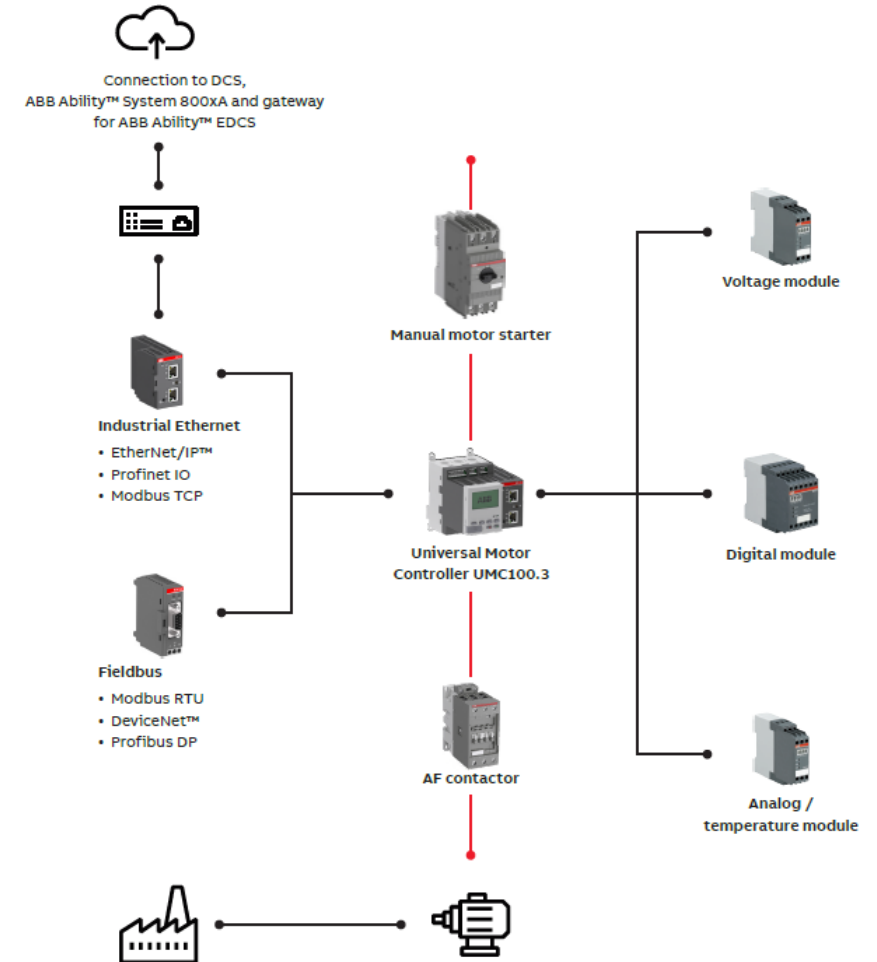 Connection to DCS,
ABB Ability™ System 800xA and gateway
for ABB Ability™ EDCS
Manual motor starter
Voltage module
Industrial Ethernet
• EtherNet/IP™
• Profinet IO
• Modbus TCP
Universal Motor
Controller UMC100.3
Digital module
Fieldbus
• Modbus RTU
• DeviceNet™
• Profibus DP
AF contactor
Analog /
temperature module